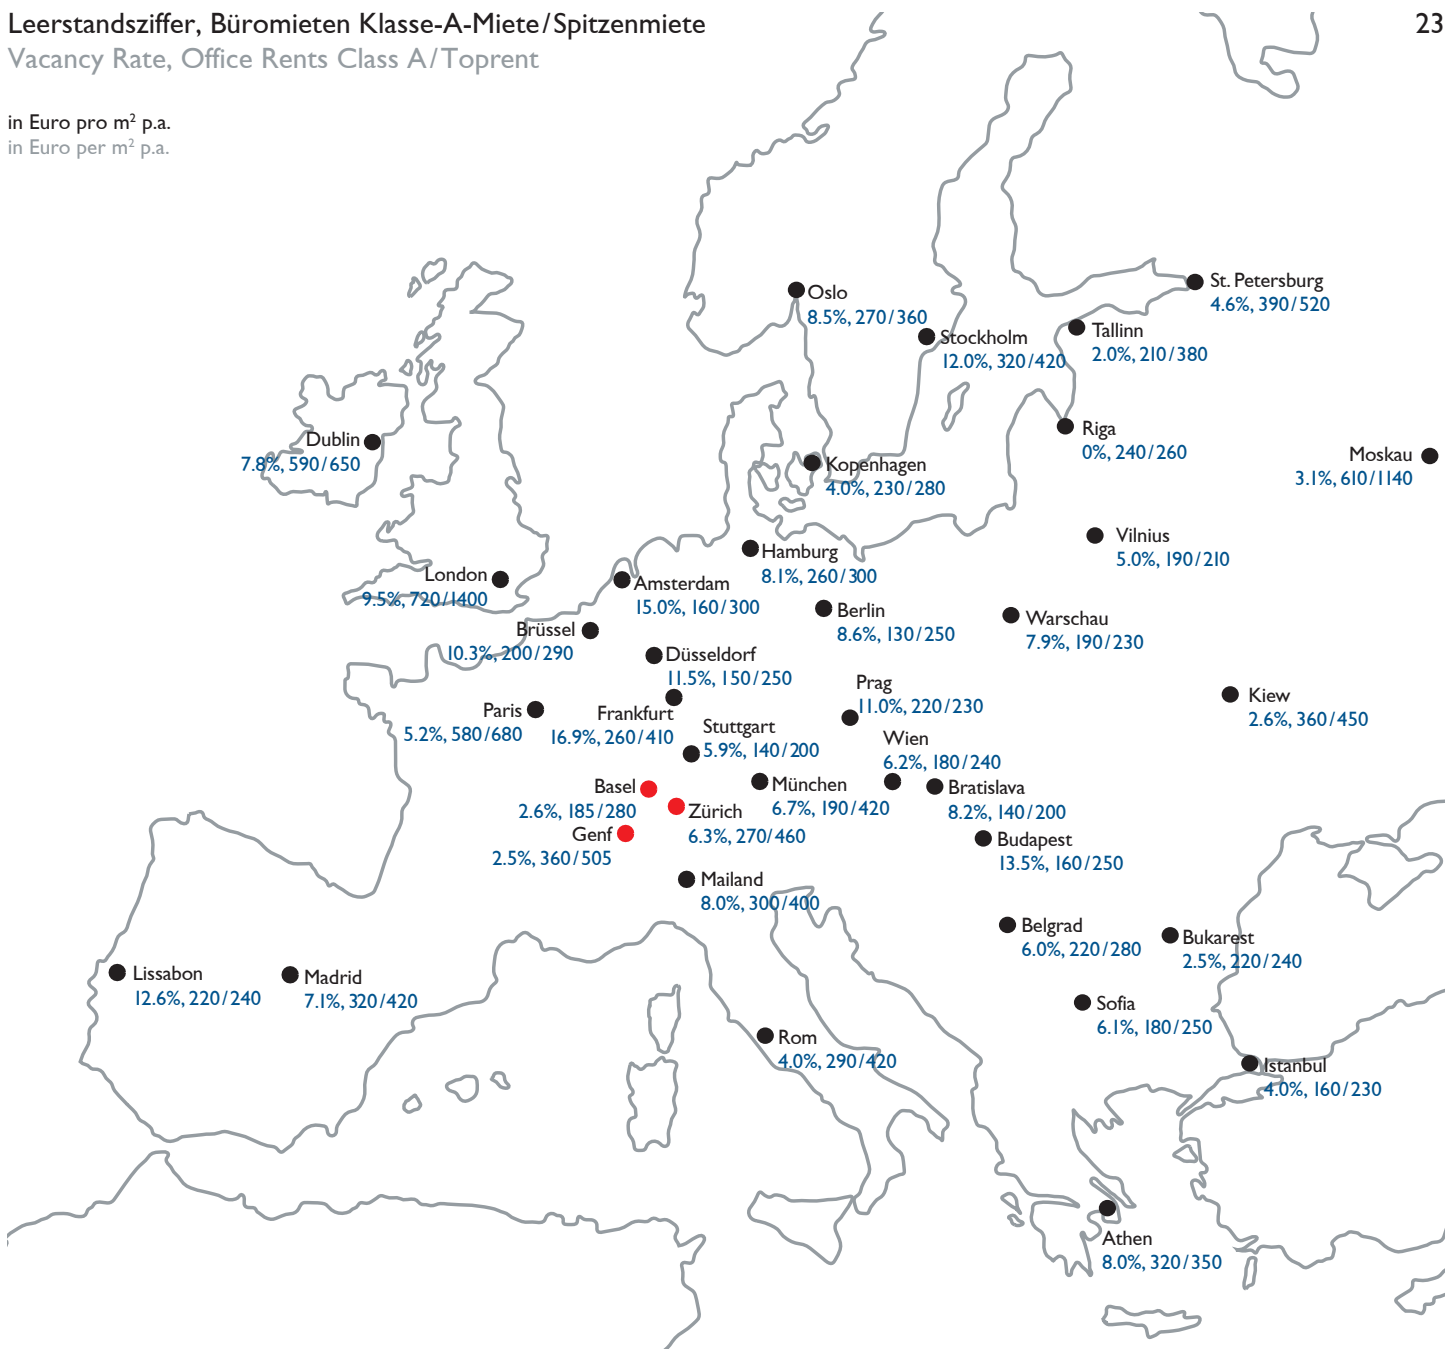 Leerstandsziffer, Büromieten Klasse-A-Miete/Spitzenmiete
23
Vacancy Rate, Office Rents Class A/Toprent
in Euro pro m² p.a.
in Euro per m² p.a.
Oslo
8.5%, 270/360
St. Petersburg
4.6%, 390/520
Stockholm
12.0%, 320/420
Tallinn
2.0%, 210/380
Dublin
7.8%, 590/650
Riga
0%, 240/260
Moskau
3.1%, 610/1140
Kopenhagen
4.0%, 230/280
Vilnius
5.0%, 190/210
Hamburg
8.1%, 260/300
London
9.5%, 720/1400
Amsterdam
15.0%, 160/300
Berlin
8.6%, 130/250
Warschau
7.9%, 190/230
Brüssel
10.3%, 200/290
Düsseldorf
11.5%, 150/250
Prag
11.0%, 220/230
Kiew
2.6%, 360/450
Paris
5.2%, 580/680
Frankfurt
16.9%, 260/410
Stuttgart
5.9%, 140/200
Wien
6.2%, 180/240
Basel
2.6%, 185/280
München
6.7%, 190/420
Bratislava
8.2%, 140/200
Zürich
6.3%, 270/460
Genf
2.5%, 360/505
Budapest
13.5%, 160/250
Mailand
8.0%, 300/400
Belgrad
6.0%, 220/280
Bukarest
2.5%, 220/240
Lissabon
12.6%, 220/240
Madrid
7.1%, 320/420
Sofia
6.1%, 180/250
Rom
4.0%, 290/420
Istanbul
4.0%, 160/230
Athen
8.0%, 320/350